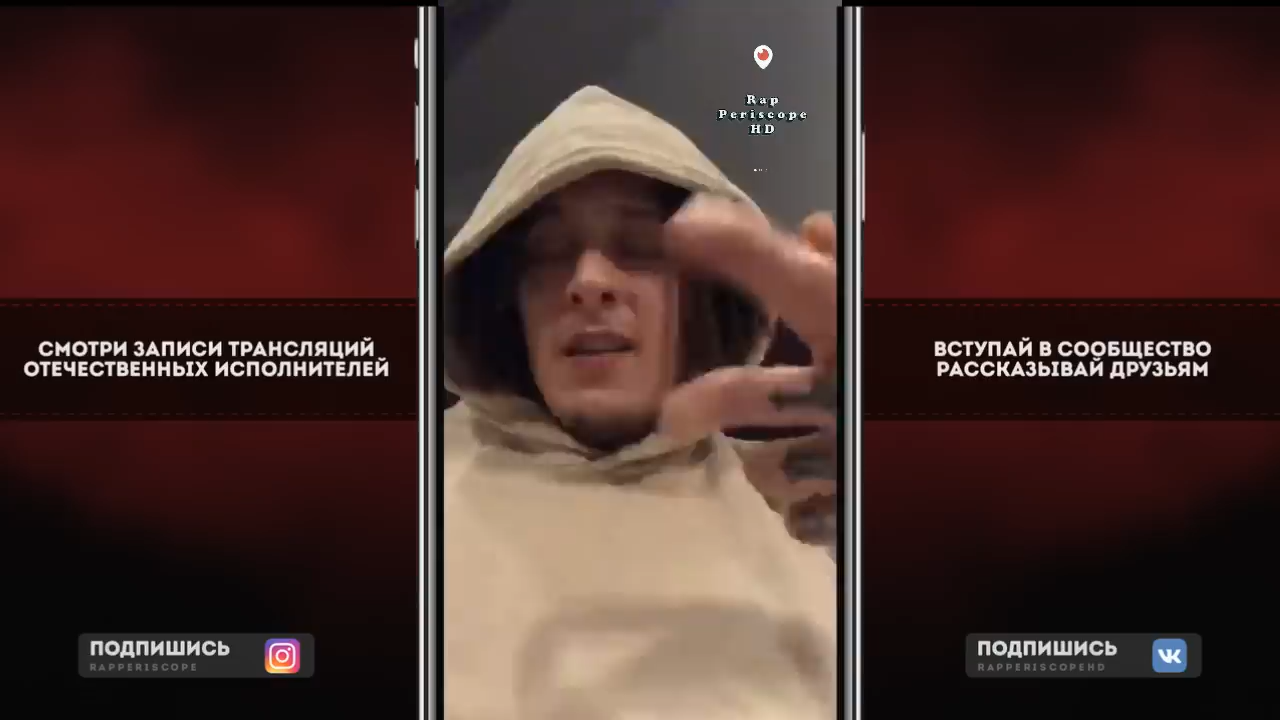 Rap
Periscope
HD
СМОТРИ ЗАПИСИ ТРАНСЛЯЦИЙ
ОТЕЧЕСТВЕННЫХ ИСПОЛНИТЕЛЕЙ
ВСТУПАЙ В СООБЩЕСТВО
РАССКАЗЫВАЙ ДРУЗЬЯМ
ПОДПИШИСЬ
RAPPERISCOPE
ПОДПИШИСЬ
RAPPERISCOPEHD